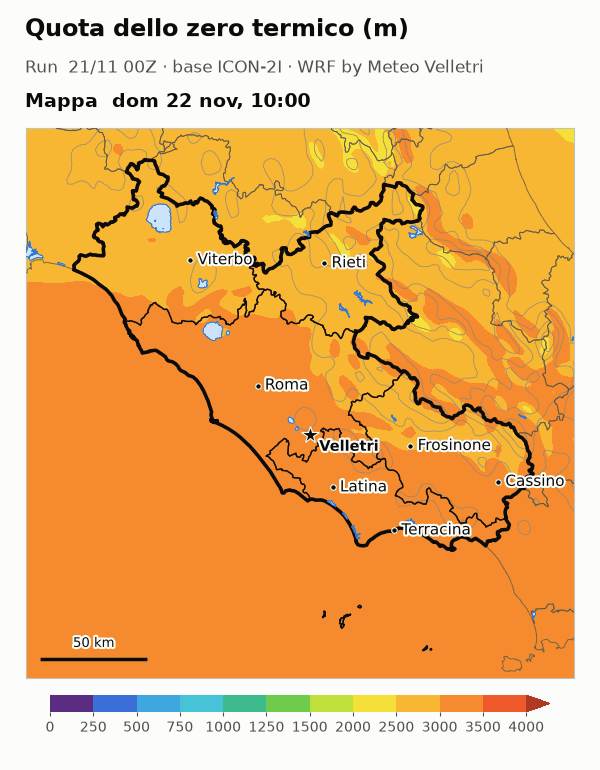 Quota dello zero termico (m)
Run  21/11 00Z · base ICON-2I · WRF by Meteo Velletri
Mappa  dom 22 nov, 10:00
Viterbo
Rieti
Roma
Velletri
Frosinone
Latina
Cassino
Terracina
50 km
0 250 500 750 1000 1250 1500 2000 2500 3000 3500 4000